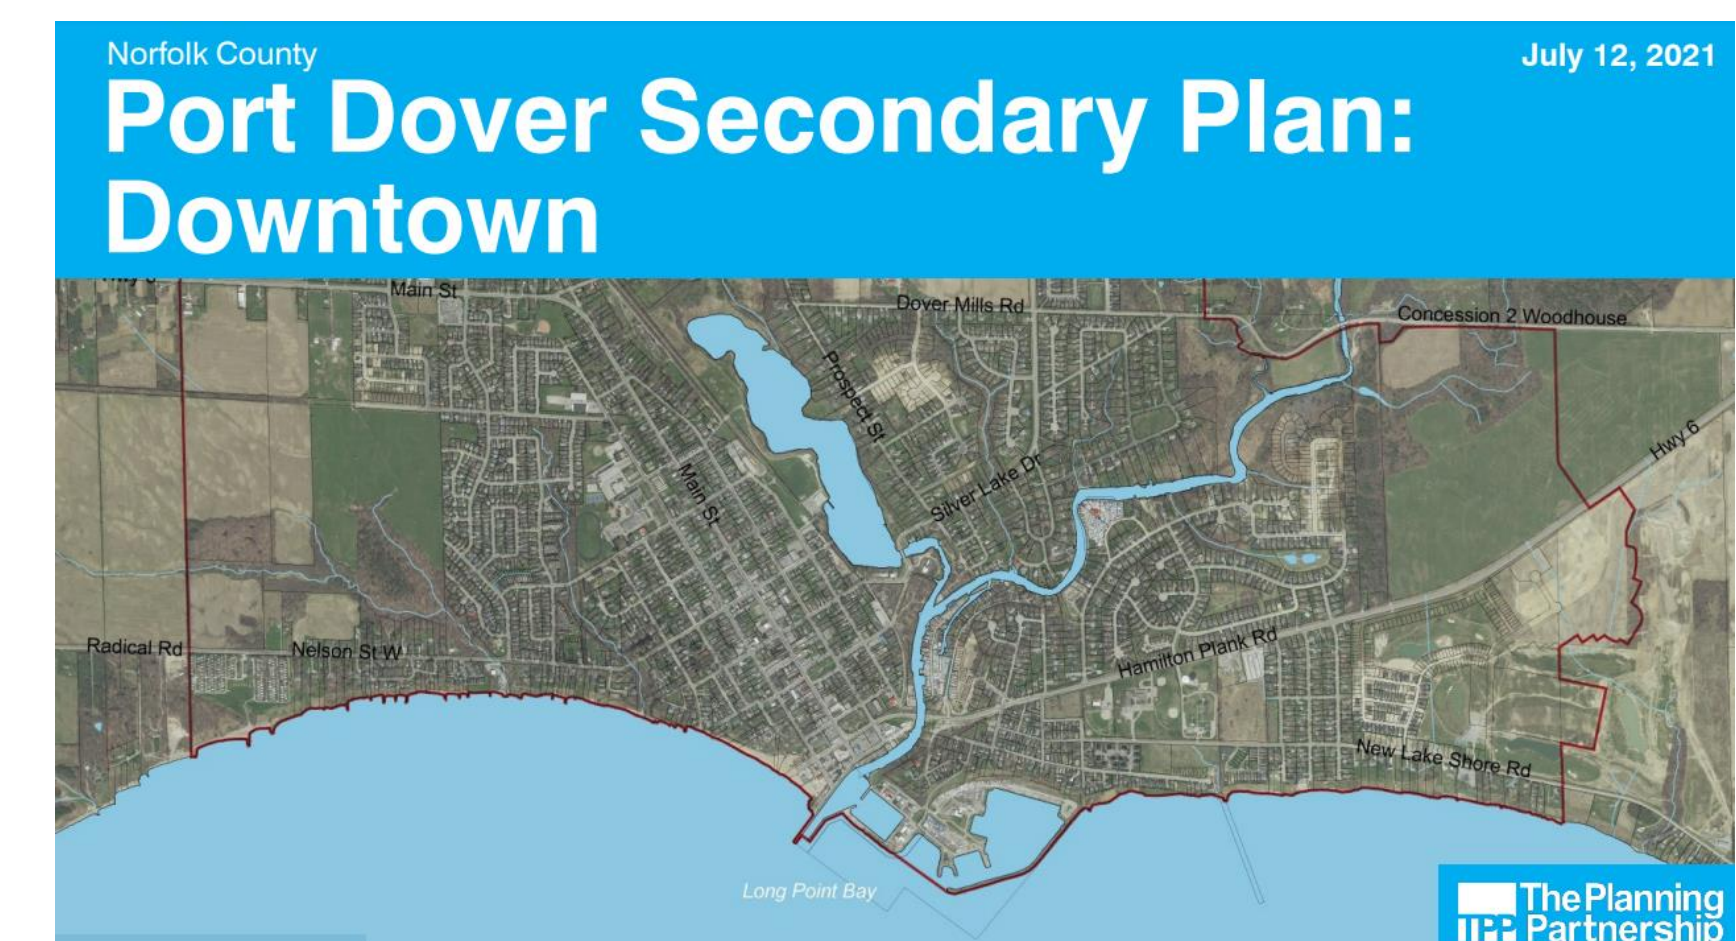 Norfolk County
July 12, 2021
Port Dover Secondary Plan:
Downtown
Main St
Dover Mills Rd
Concession 2 Woodhouse
Prospect St
Hwy 6
Main St
Silver Lake Dr
Radical Rd
Nelson St W
Hamilton Plank Rd
New Lake Shore Rd
Long Point Bay
The Planning
Partnership